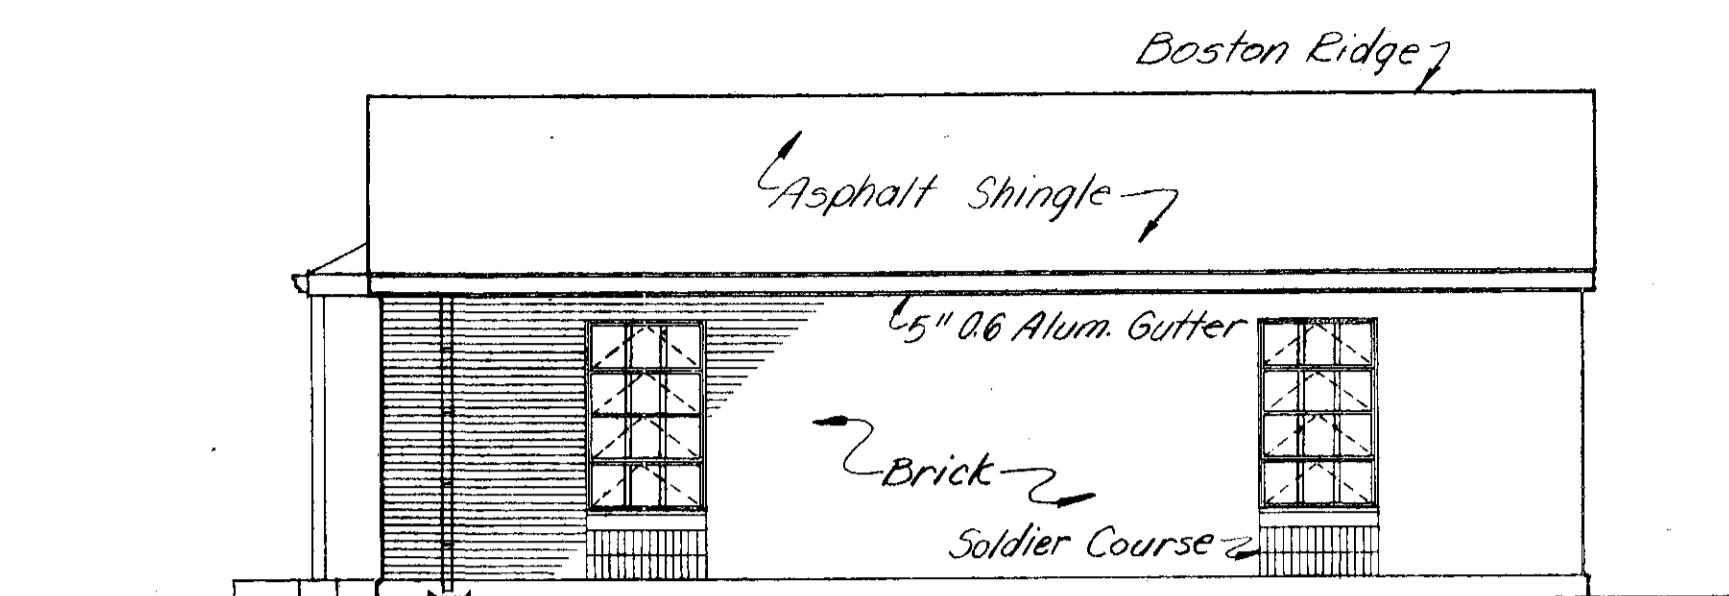 Boston Ridge
Asphalt Shingle
5" 0.6 Alum. Gutter
Brick
Soldier Course